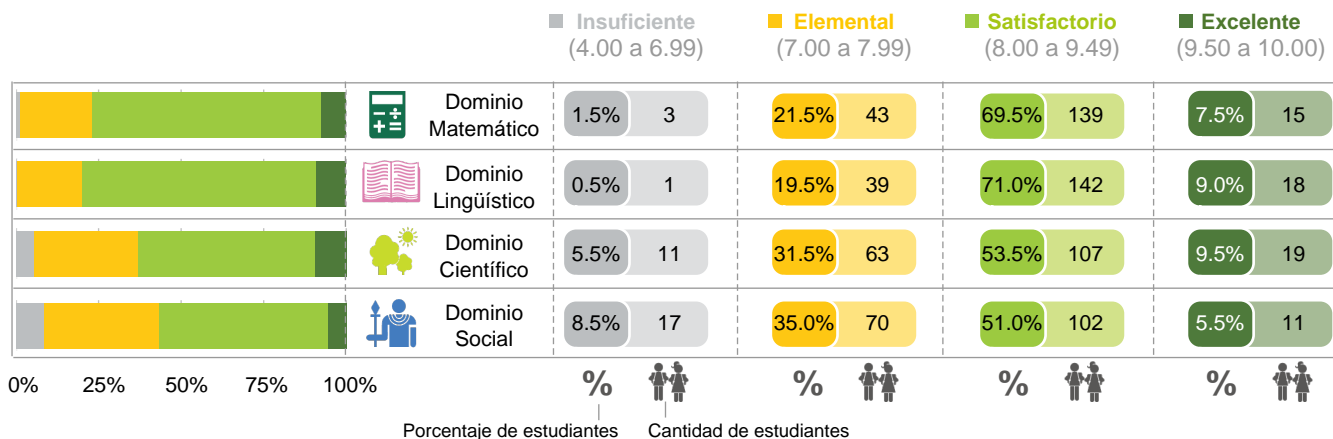 Insuficiente Elemental Satisfactorio Excelente
(4.00 a 6.99) (7.00 a 7.99) (8.00 a 9.49) (9.50 a 10.00)
Dominio
Matemático
1.5% 3 21.5% 43 69.5% 139 7.5% 15
Dominio
Lingüístico
0.5% 1 19.5% 39 71.0% 142 9.0% 18
Dominio
Científico
5.5% 11 31.5% 63 53.5% 107 9.5% 19
Dominio
Social
8.5% 17 35.0% 70 51.0% 102 5.5% 11
0% 25% 50% 75% 100% % % % %
Porcentaje de estudiantes Cantidad de estudiantes